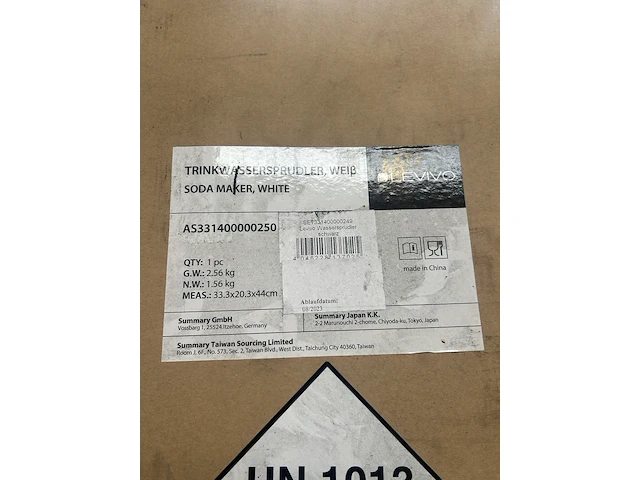 TRINKWASSERSPRUDLER, WEIß
SODA MAKER, WHITE
LEVIVO
AS331400000250
SET331400000249
Levivo Wassersprudler
schwarz
QTY: 1 pc
G.W.: 2.56 kg
N.W.: 1.56 kg
MEAS.: 33.3x20.3x44cm
made in China
Ablaufdatum:
08/2023
Summary GmbH
Vossbarg 1, 25524 Itzehoe, Germany
Summary Japan K.K.
2-2 Marunouchi 2-chome, Chiyoda-ku, Tokyo, Japan
Summary Taiwan Sourcing Limited
Room J, 6F., No. 573, Sec. 2, Taiwan Blvd., West Dist., Taichung City 40360, Taiwan
UN 1013